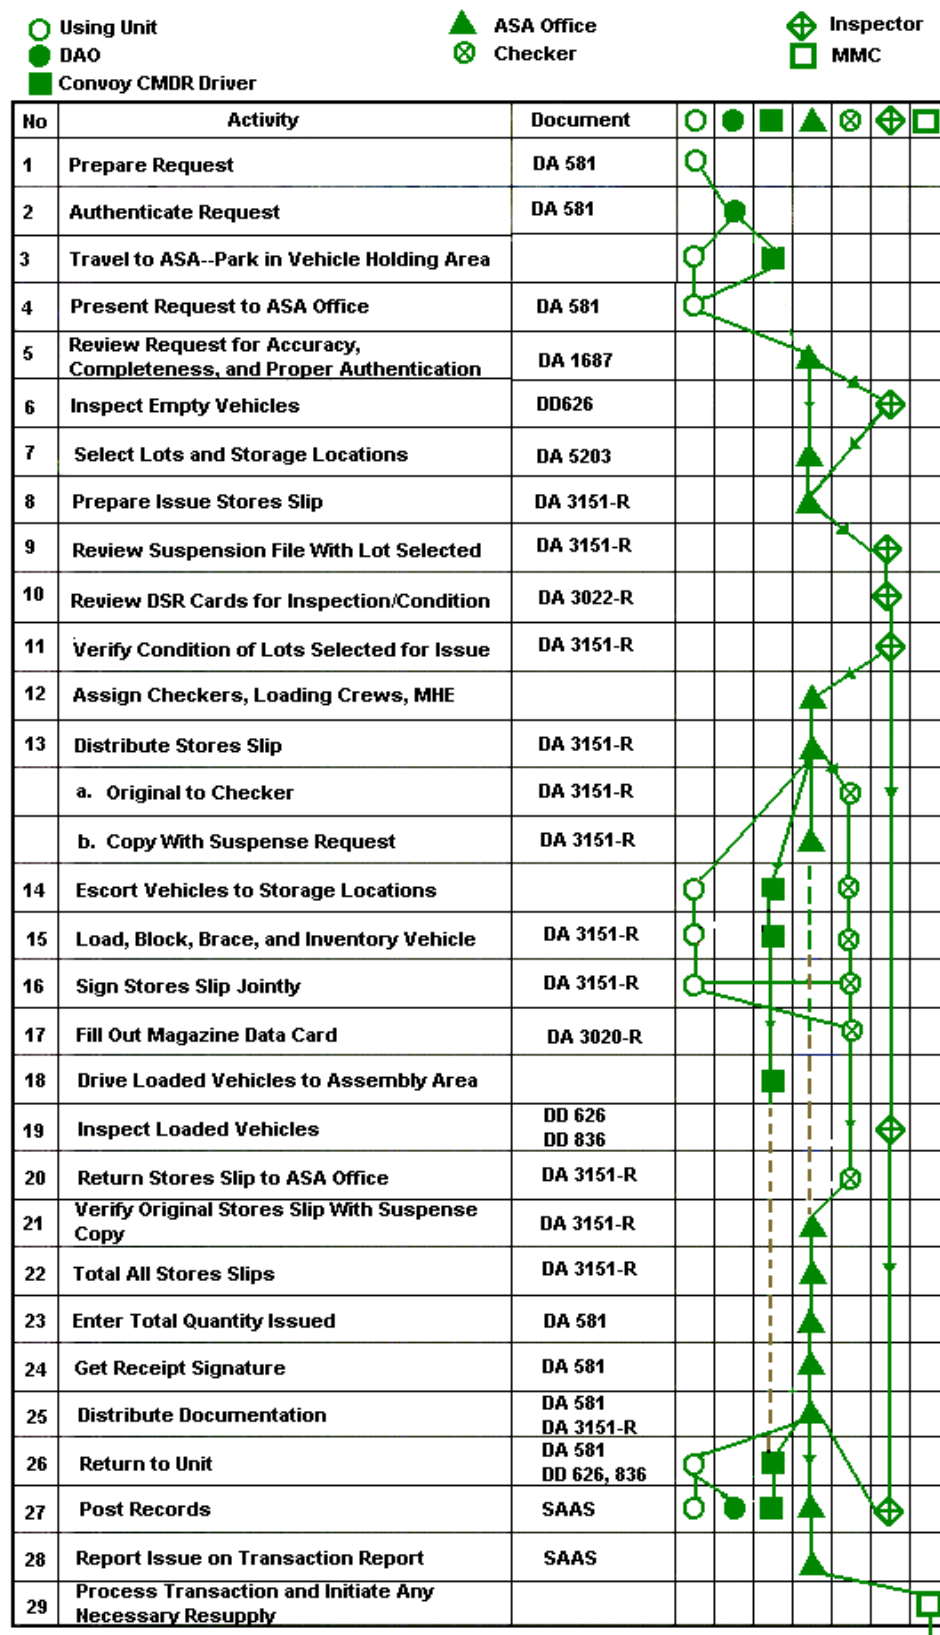 Using Unit ASA Office Inspector
DAO Checker MMC
Convoy CMDR Driver
No Activity Document
1 Prepare Request DA 581
2 Authenticate Request DA 581
3 Travel to ASA--Park in Vehicle Holding Area
4 Present Request to ASA Office DA 581
5 Review Request for Accuracy,
Completeness, and Proper Authentication DA 1687
6 Inspect Empty Vehicles DD626
7 Select Lots and Storage Locations DA 5203
8 Prepare Issue Stores Slip DA 3151-R
9 Review Suspension File With Lot Selected DA 3151-R
10 Review DSR Cards for Inspection/Condition DA 3022-R
11 Verify Condition of Lots Selected for Issue DA 3151-R
12 Assign Checkers, Loading Crews, MHE
13 Distribute Stores Slip DA 3151-R
a. Original to Checker DA 3151-R
b. Copy With Suspense Request DA 3151-R
14 Escort Vehicles to Storage Locations
15 Load, Block, Brace, and Inventory Vehicle DA 3151-R
16 Sign Stores Slip Jointly DA 3151-R
17 Fill Out Magazine Data Card DA 3020-R
18 Drive Loaded Vehicles to Assembly Area
19 Inspect Loaded Vehicles DD 626
DD 836
20 Return Stores Slip to ASA Office DA 3151-R
21 Verify Original Stores Slip With Suspense
Copy DA 3151-R
22 Total All Stores Slips DA 3151-R
23 Enter Total Quantity Issued DA 581
24 Get Receipt Signature DA 581
25 Distribute Documentation DA 581
DA 3151-R
26 Return to Unit DA 581
DD 626, 836
27 Post Records SAAS
28 Report Issue on Transaction Report SAAS
29 Process Transaction and Initiate Any
Necessary Resupply